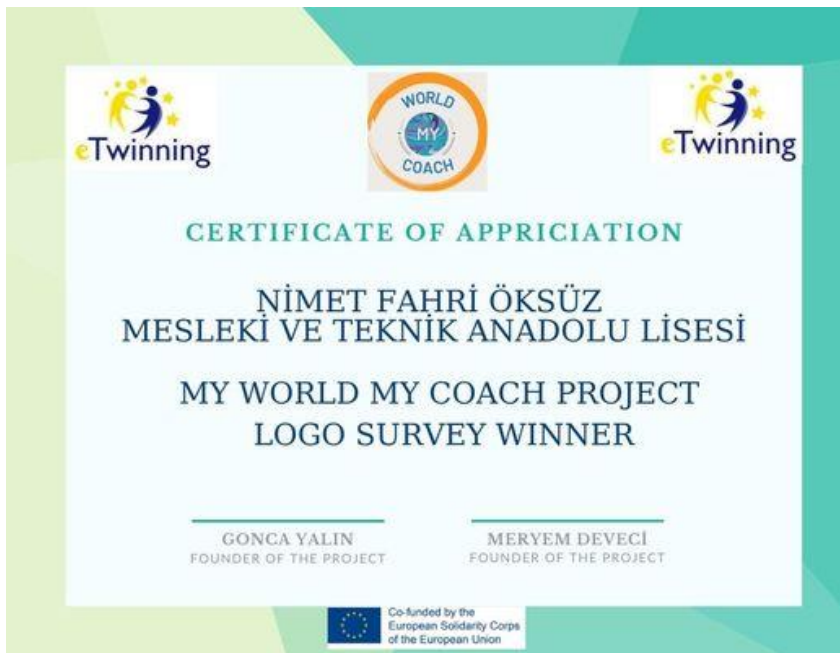 eTwinning
WORLD
MY
COACH
eTwinning
CERTIFICATE OF APPRICIATION
NİMET FAHRİ ÖKSÜZ
MESLEKİ VE TEKNİK ANADOLU LİSESİ
MY WORLD MY COACH PROJECT
LOGO SURVEY WINNER
GONCA YALIN
FOUNDER OF THE PROJECT
MERYEM DEVECİ
FOUNDER OF THE PROJECT
Co-funded by the
European Solidarity Corps
of the European Union